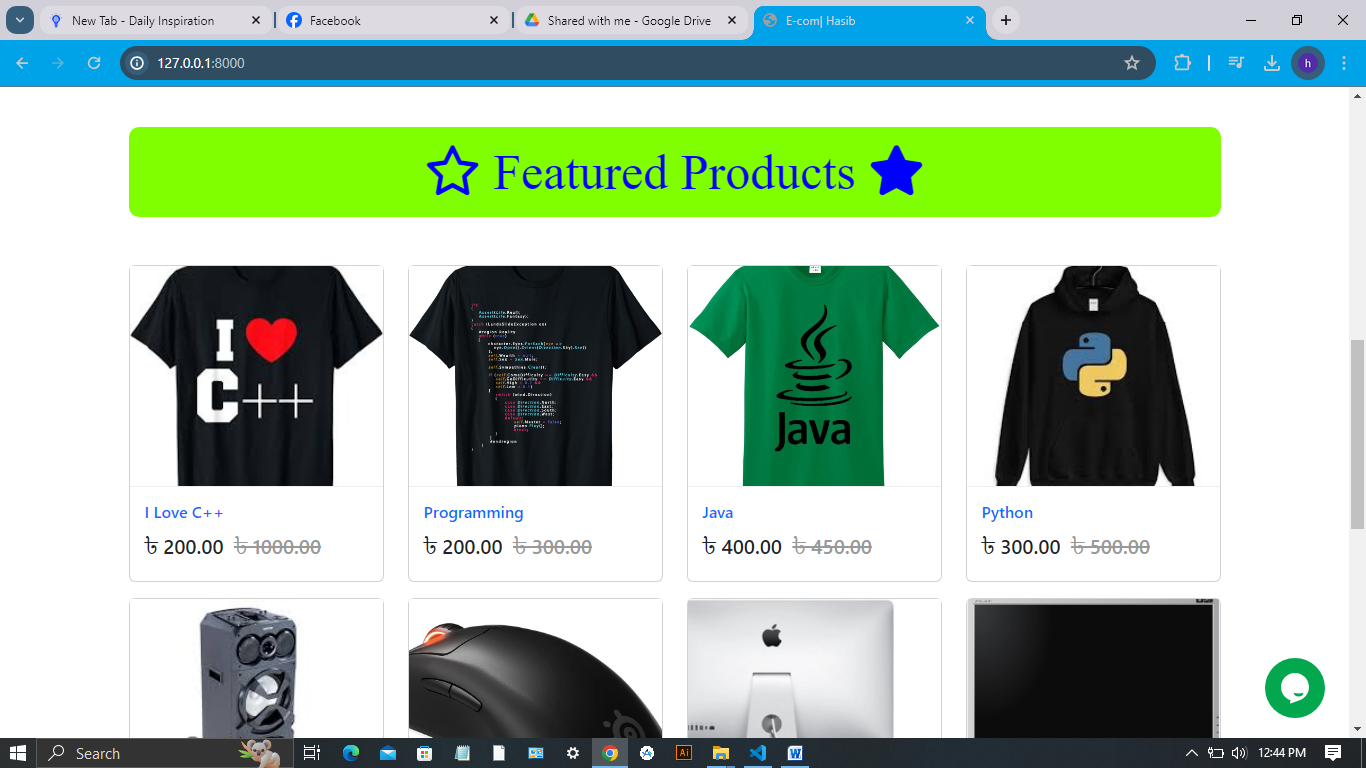 New Tab - Daily Inspiration
Facebook
Shared with me - Google Drive
E-com| Hasib
127.0.0.1:8000
h
Featured Products
I ❤
C++
Java
I Love C++
Programming
Java
Python
৳ 200.00 ৳ 1000.00
৳ 200.00 ৳ 300.00
৳ 400.00 ৳ 450.00
৳ 300.00 ৳ 500.00
Search
Ai
W
12:44 PM